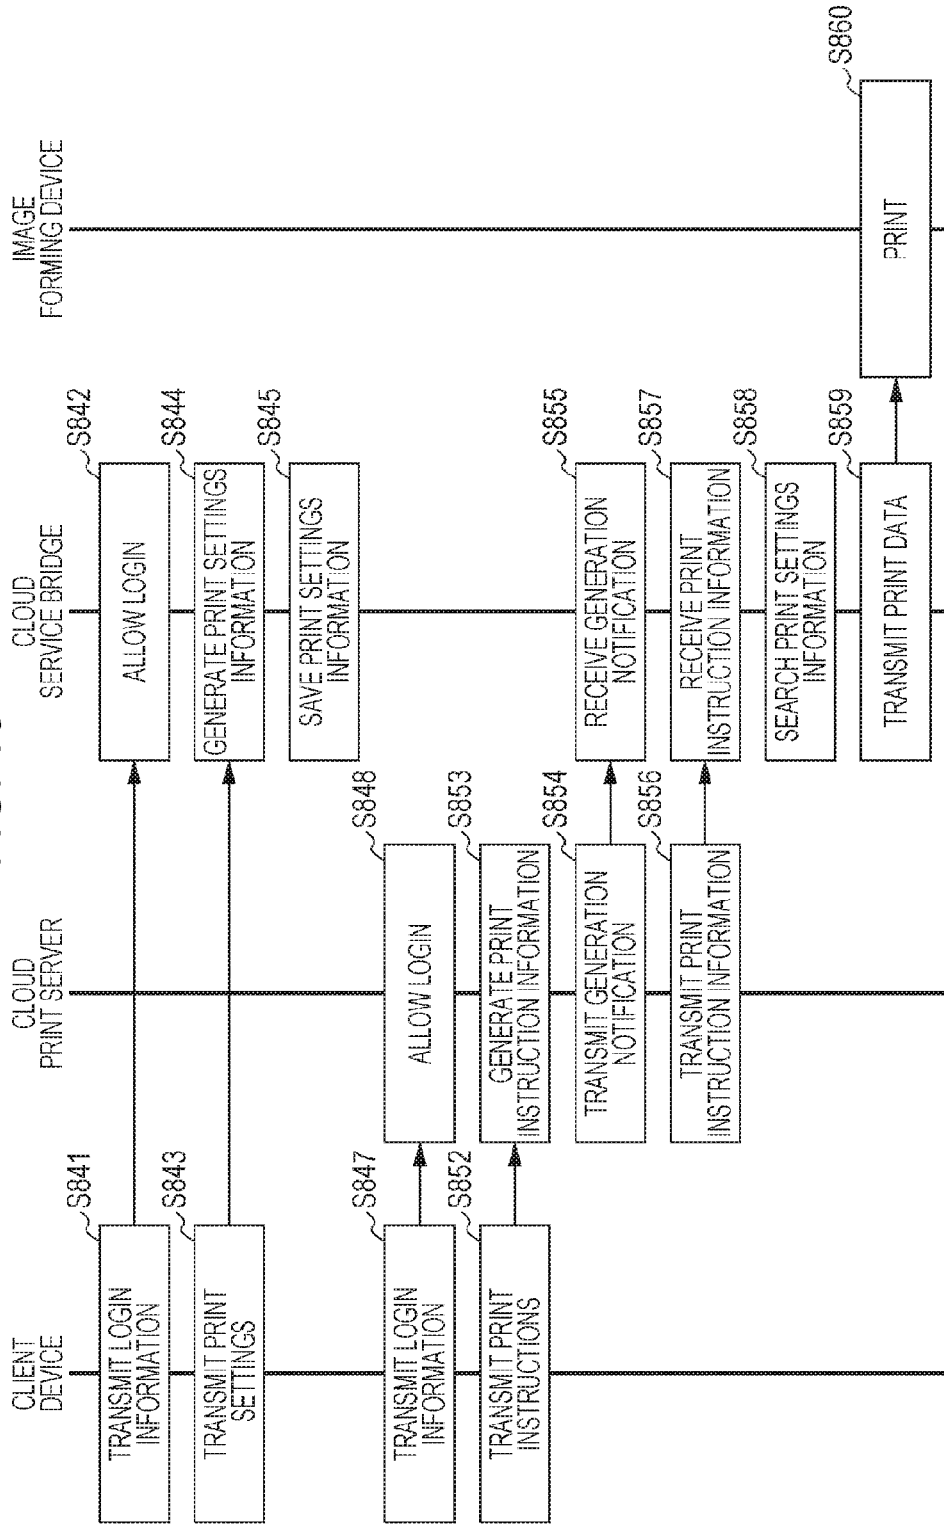 CLIENT
DEVICE
CLOUD
PRINT SERVER
CLOUD
SERVICE BRIDGE
IMAGE
FORMING DEVICE
S841
TRANSMIT LOGIN
INFORMATION
S842
ALLOW LOGIN
S843
TRANSMIT PRINT
SETTINGS
S844
GENERATE PRINT SETTINGS
INFORMATION
S845
SAVE PRINT SETTINGS
INFORMATION
S847
TRANSMIT LOGIN
INFORMATION
S848
ALLOW LOGIN
S852
TRANSMIT PRINT
INSTRUCTIONS
S853
GENERATE PRINT
INSTRUCTION INFORMATION
S854
TRANSMIT GENERATION
NOTIFICATION
S855
RECEIVE GENERATION
NOTIFICATION
S856
TRANSMIT PRINT
INSTRUCTION INFORMATION
S857
RECEIVE PRINT
INSTRUCTION INFORMATION
S858
SEARCH PRINT SETTINGS
INFORMATION
S859
TRANSMIT PRINT DATA
S860
PRINT